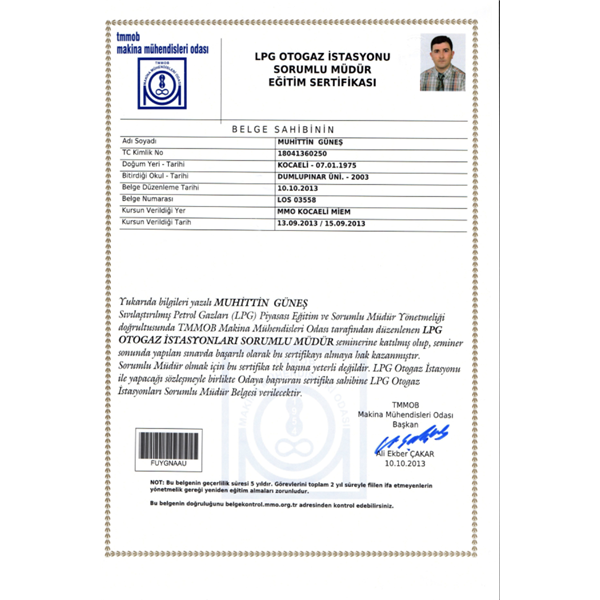 tmmob
makina mühendisleri odası
TMMOB
LPG OTOGAZ İSTASYONU
SORUMLU MÜDÜR
EĞİTİM SERTİFİKASI
BELGE SAHİBİNİN
Adı Soyadı MUHİTTİN GÜNEŞ
TC Kimlik No 18041360250
Doğum Yeri - Tarihi KOCAELİ - 07.01.1975
Bitirdiği Okul - Tarihi DUMLUPINAR ÜNİ. - 2003
Belge Düzenleme Tarihi 10.10.2013
Belge Numarası LOS 03558
Kursun Verildiği Yer MMO KOCAELİ MİEM
Kursun Verildiği Tarih 13.09.2013 / 15.09.2013
Yukarıda bilgileri yazılı MUHİTTİN GÜNEŞ
Sıvılaştırılmış Petrol Gazları (LPG) Piyasası Eğitim ve Sorumlu Müdür Yönetmeliği
doğrultusunda TMMOB Makina Mühendisleri Odası tarafından düzenlenen LPG
OTOGAZ İSTASYONLARI SORUMLU MÜDÜR seminerine katılmış olup, seminer
sonunda yapılan sınavda başarılı olarak bu sertifikayı almaya hak kazanmıştır.
Sorumlu Müdür olmak için bu sertifika tek başına yeterli değildir. LPG Otogaz İstasyonu
ile yapacağı sözleşmeyle birlikte Odaya başvuran sertifika sahibine LPG Otogaz
İstasyonları Sorumlu Müdür Belgesi verilecektir.
TMMOB
Makina Mühendisleri Odası
Başkan
Ali Ekber ÇAKAR
10.10.2013
FUYGNAAU
NOT: Bu belgenin geçerlilik süresi 5 yıldır. Görevlerini toplam 2 yıl süreyle fiilen ifa etmeyenlerin
yönetmelik gereği yeniden eğitim almaları zorunludur.
Bu belgenin doğruluğunu belgekontrol.mmo.org.tr adresinden kontrol edebilirsiniz.